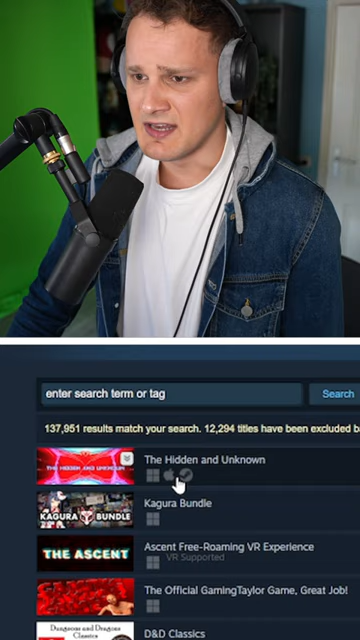 enter search term or tag
Search
137,951 results match your search. 12,294 titles have been excluded
THE HIDDEN AND UNKNOWN
The Hidden and Unknown
KAGURA BUNDLE
Kagura Bundle
THE ASCENT
Ascent Free-Roaming VR Experience
VR Supported
The Official GamingTaylor Game, Great Job!
DUNGEONS AND DRAGONS
CLASSICS
D&D Classics